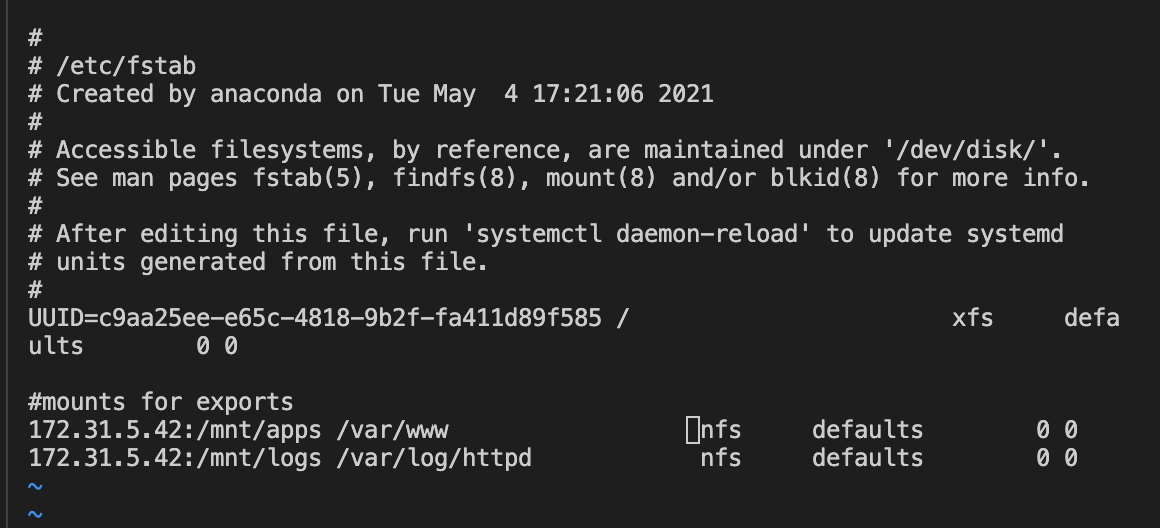 #
# /etc/fstab
# Created by anaconda on Tue May  4 17:21:06 2021
#
# Accessible filesystems, by reference, are maintained under '/dev/disk/'.
# See man pages fstab(5), findfs(8), mount(8) and/or blkid(8) for more info.
#
# After editing this file, run 'systemctl daemon-reload' to update systemd
# units generated from this file.
#
UUID=c9aa25ee-e65c-4818-9b2f-fa411d89f585 /                       xfs     defa
ults        0 0
#mounts for exports
172.31.5.42:/mnt/apps /var/www                  nfs     defaults        0 0
172.31.5.42:/mnt/logs /var/log/httpd            nfs     defaults        0 0
~
~